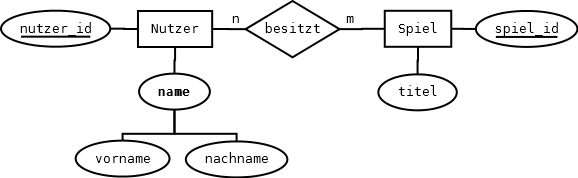 nutzer_id Nutzer n besitzt m Spiel spiel_id
name titel
vorname nachname